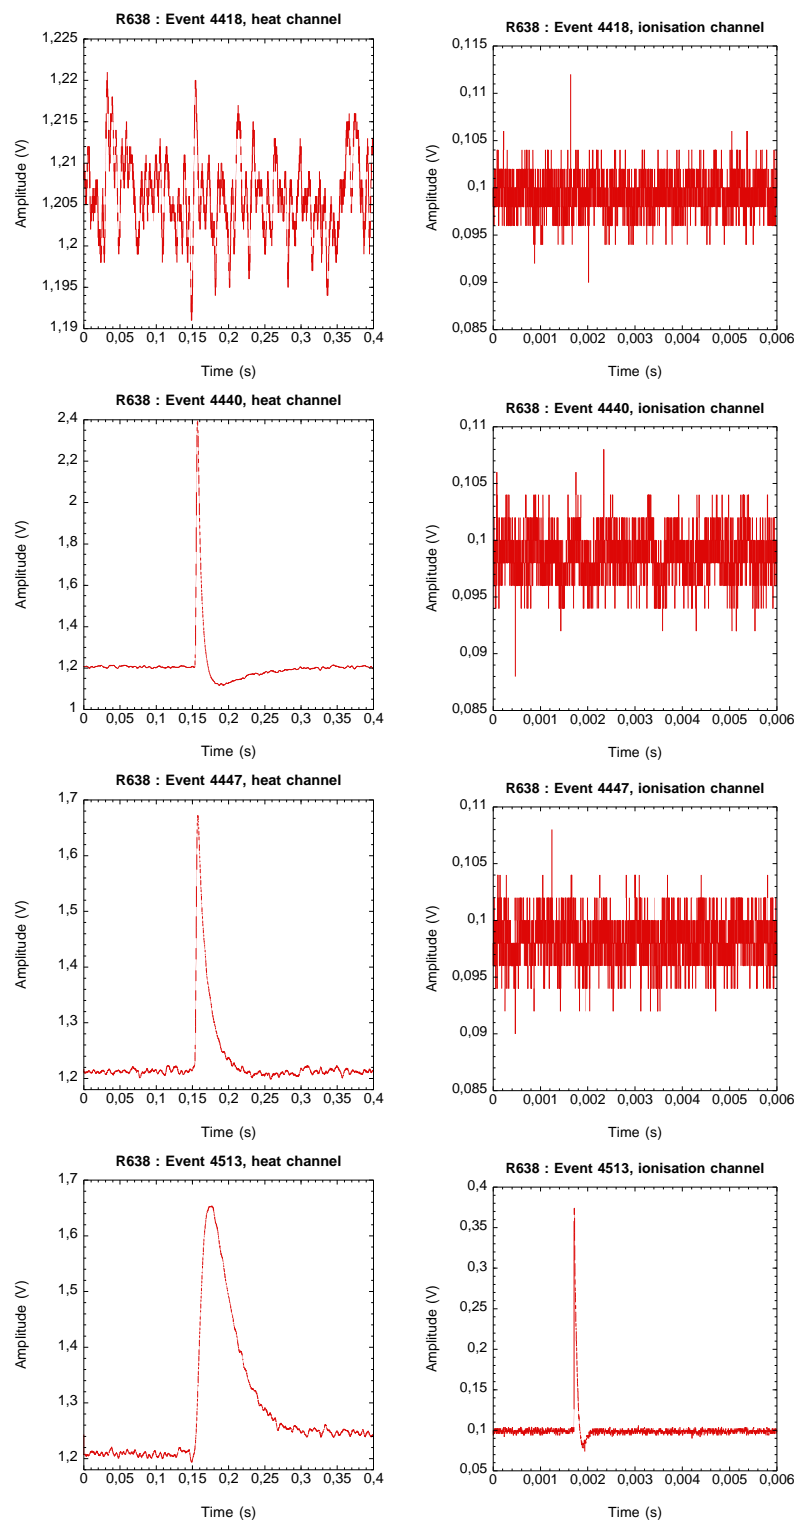 R638 : Event 4418, heat channel
1,225
1,22
1,215
1,21
1,205
1,2
1,195
1,19
Amplitude (V)
0 0,05 0,1 0,15 0,2 0,25 0,3 0,35 0,4
Time (s)
R638 : Event 4418, ionisation channel
0,115
0,11
0,105
0,1
0,095
0,09
0,085
Amplitude (V)
0 0,001 0,002 0,003 0,004 0,005 0,006
Time (s)
R638 : Event 4440, heat channel
2,4
2,2
2
1,8
1,6
1,4
1,2
1
Amplitude (V)
0 0,05 0,1 0,15 0,2 0,25 0,3 0,35 0,4
Time (s)
R638 : Event 4440, ionisation channel
0,11
0,105
0,1
0,095
0,09
0,085
Amplitude (V)
0 0,001 0,002 0,003 0,004 0,005 0,006
Time (s)
R638 : Event 4447, heat channel
1,7
1,6
1,5
1,4
1,3
1,2
Amplitude (V)
0 0,05 0,1 0,15 0,2 0,25 0,3 0,35 0,4
Time (s)
R638 : Event 4447, ionisation channel
0,11
0,105
0,1
0,095
0,09
0,085
Amplitude (V)
0 0,001 0,002 0,003 0,004 0,005 0,006
Time (s)
R638 : Event 4513, heat channel
1,7
1,6
1,5
1,4
1,3
1,2
Amplitude (V)
0 0,05 0,1 0,15 0,2 0,25 0,3 0,35 0,4
Time (s)
R638 : Event 4513, ionisation channel
0,4
0,35
0,3
0,25
0,2
0,15
0,1
0,05
Amplitude (V)
0 0,001 0,002 0,003 0,004 0,005 0,006
Time (s)